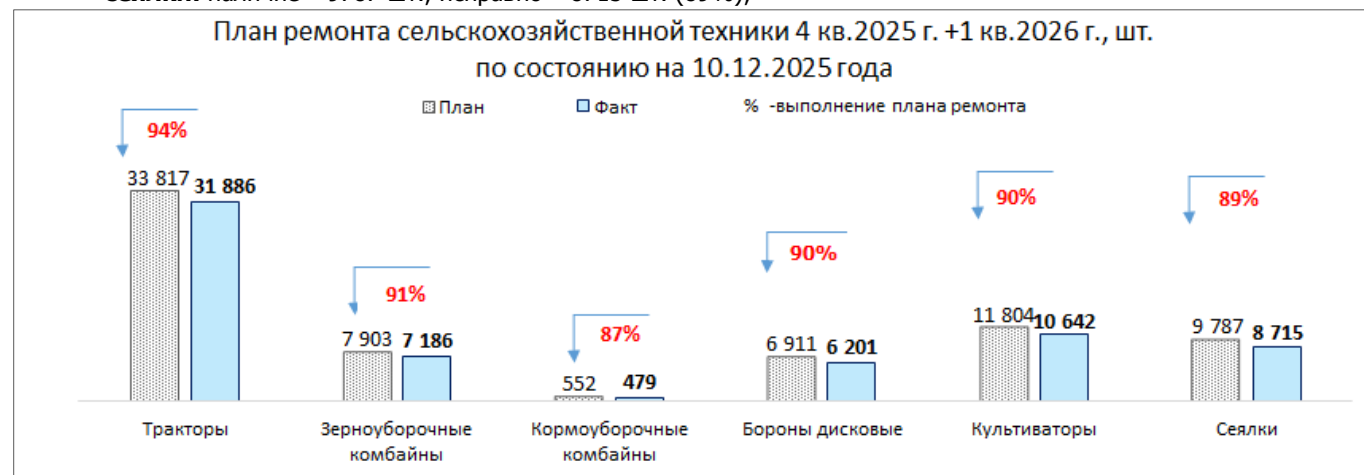 План ремонта сельскохозяйственной техники 4 кв.2025 г. +1 кв.2026 г., шт.
по состоянию на 10.12.2025 года
План Факт % -выполнение плана ремонта
94%
33 817 31 886
91%
7 903 7 186
87%
552 479
90%
6 911 6 201
90%
11 804 10 642
89%
9 787 8 715
Тракторы
Зерноуборочные
комбайны
Кормоуборочные
комбайны
Бороны дисковые
Культиваторы
Сеялки